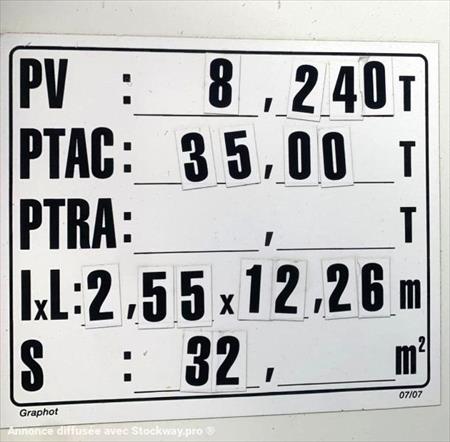 PV : 8,240 T
PTAC : 35,00 T
PTRA : , T
IxL: 2,55 x 12,26 m
S : 32, m²
Graphot 07/07
Annonce diffusée avec Stockway.pro ®